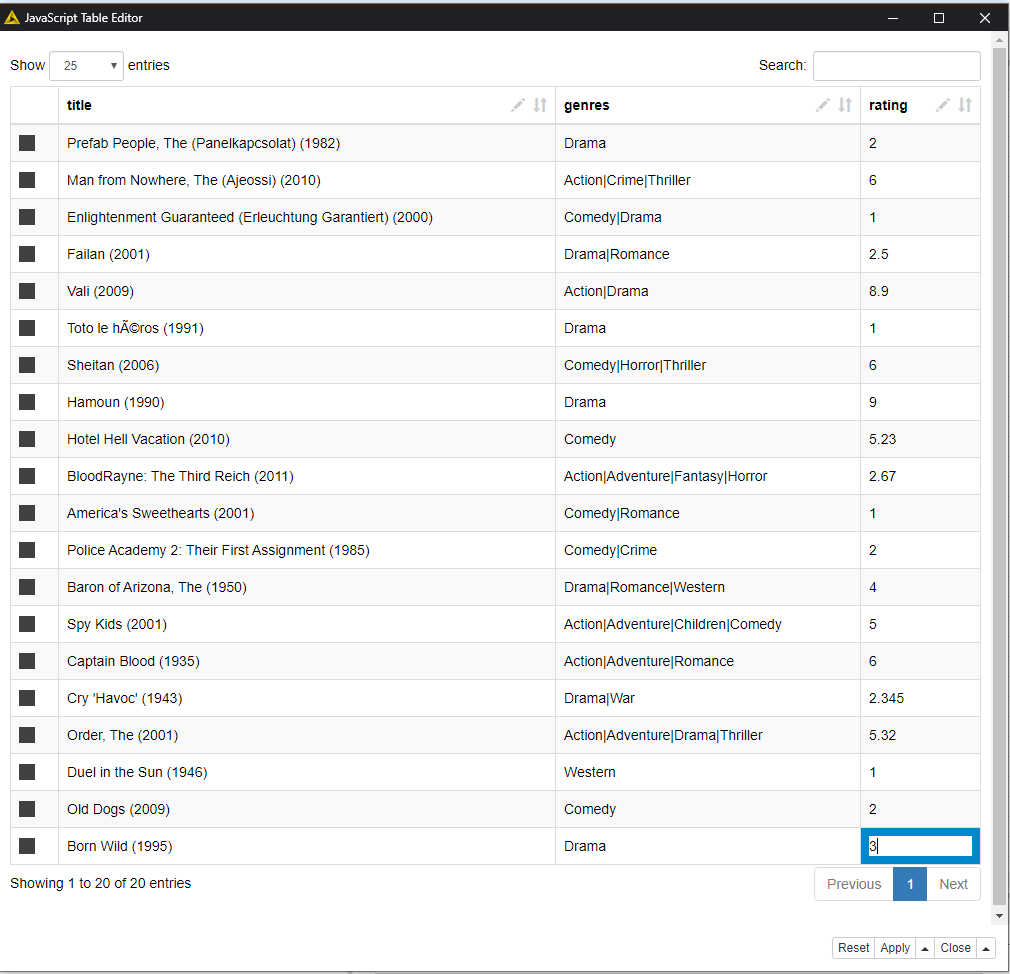 JavaScript Table Editor
Show 25 entries Search:
title genres rating
Prefab People, The (Panelkapcsolat) (1982) Drama 2
Man from Nowhere, The (Ajeossi) (2010) Action|Crime|Thriller 6
Enlightenment Guaranteed (Erleuchtung Garantiert) (2000) Comedy|Drama 1
Failan (2001) Drama|Romance 2.5
Vali (2009) Action|Drama 8.9
Toto le hÃ©ros (1991) Drama 1
Sheitan (2006) Comedy|Horror|Thriller 6
Hamoun (1990) Drama 9
Hotel Hell Vacation (2010) Comedy 5.23
BloodRayne: The Third Reich (2011) Action|Adventure|Fantasy|Horror 2.67
America's Sweethearts (2001) Comedy|Romance 1
Police Academy 2: Their First Assignment (1985) Comedy|Crime 2
Baron of Arizona, The (1950) Drama|Romance|Western 4
Spy Kids (2001) Action|Adventure|Children|Comedy 5
Captain Blood (1935) Action|Adventure|Romance 6
Cry 'Havoc' (1943) Drama|War 2.345
Order, The (2001) Action|Adventure|Drama|Thriller 5.32
Duel in the Sun (1946) Western 1
Old Dogs (2009) Comedy 2
Born Wild (1995) Drama 3
Showing 1 to 20 of 20 entries Previous 1 Next
Reset Apply Close